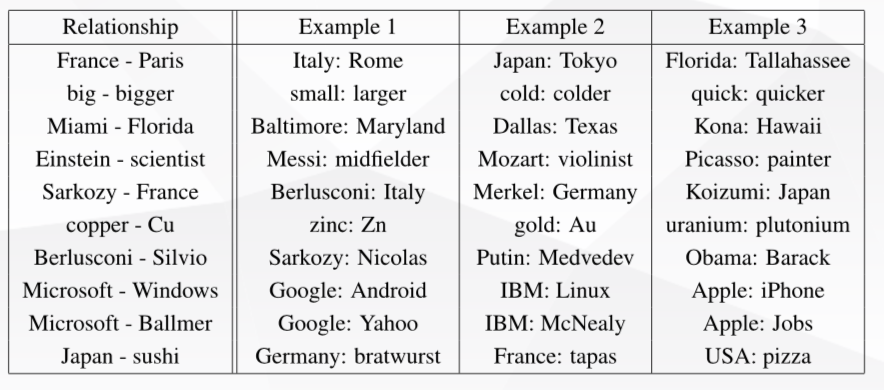 Relationship Example 1 Example 2 Example 3
France - Paris Italy: Rome Japan: Tokyo Florida: Tallahassee
big - bigger small: larger cold: colder quick: quicker
Miami - Florida Baltimore: Maryland Dallas: Texas Kona: Hawaii
Einstein - scientist Messi: midfielder Mozart: violinist Picasso: painter
Sarkozy - France Berlusconi: Italy Merkel: Germany Koizumi: Japan
copper - Cu zinc: Zn gold: Au uranium: plutonium
Berlusconi - Silvio Sarkozy: Nicolas Putin: Medvedev Obama: Barack
Microsoft - Windows Google: Android IBM: Linux Apple: iPhone
Microsoft - Ballmer Google: Yahoo IBM: McNealy Apple: Jobs
Japan - sushi Germany: bratwurst France: tapas USA: pizza